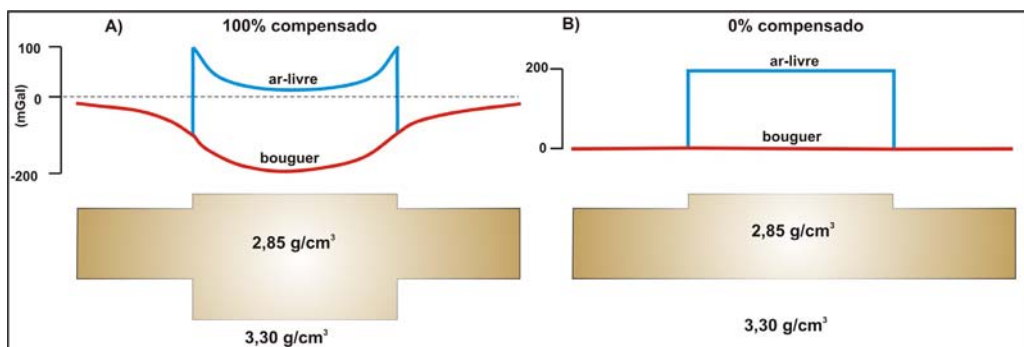 A) 100% compensado
100
ar-livre
0
(mGal)
bouguer
-200
2,85 g/cm³
3,30 g/cm³
B) 0% compensado
ar-livre
200
bouguer
0
2,85 g/cm³
3,30 g/cm³